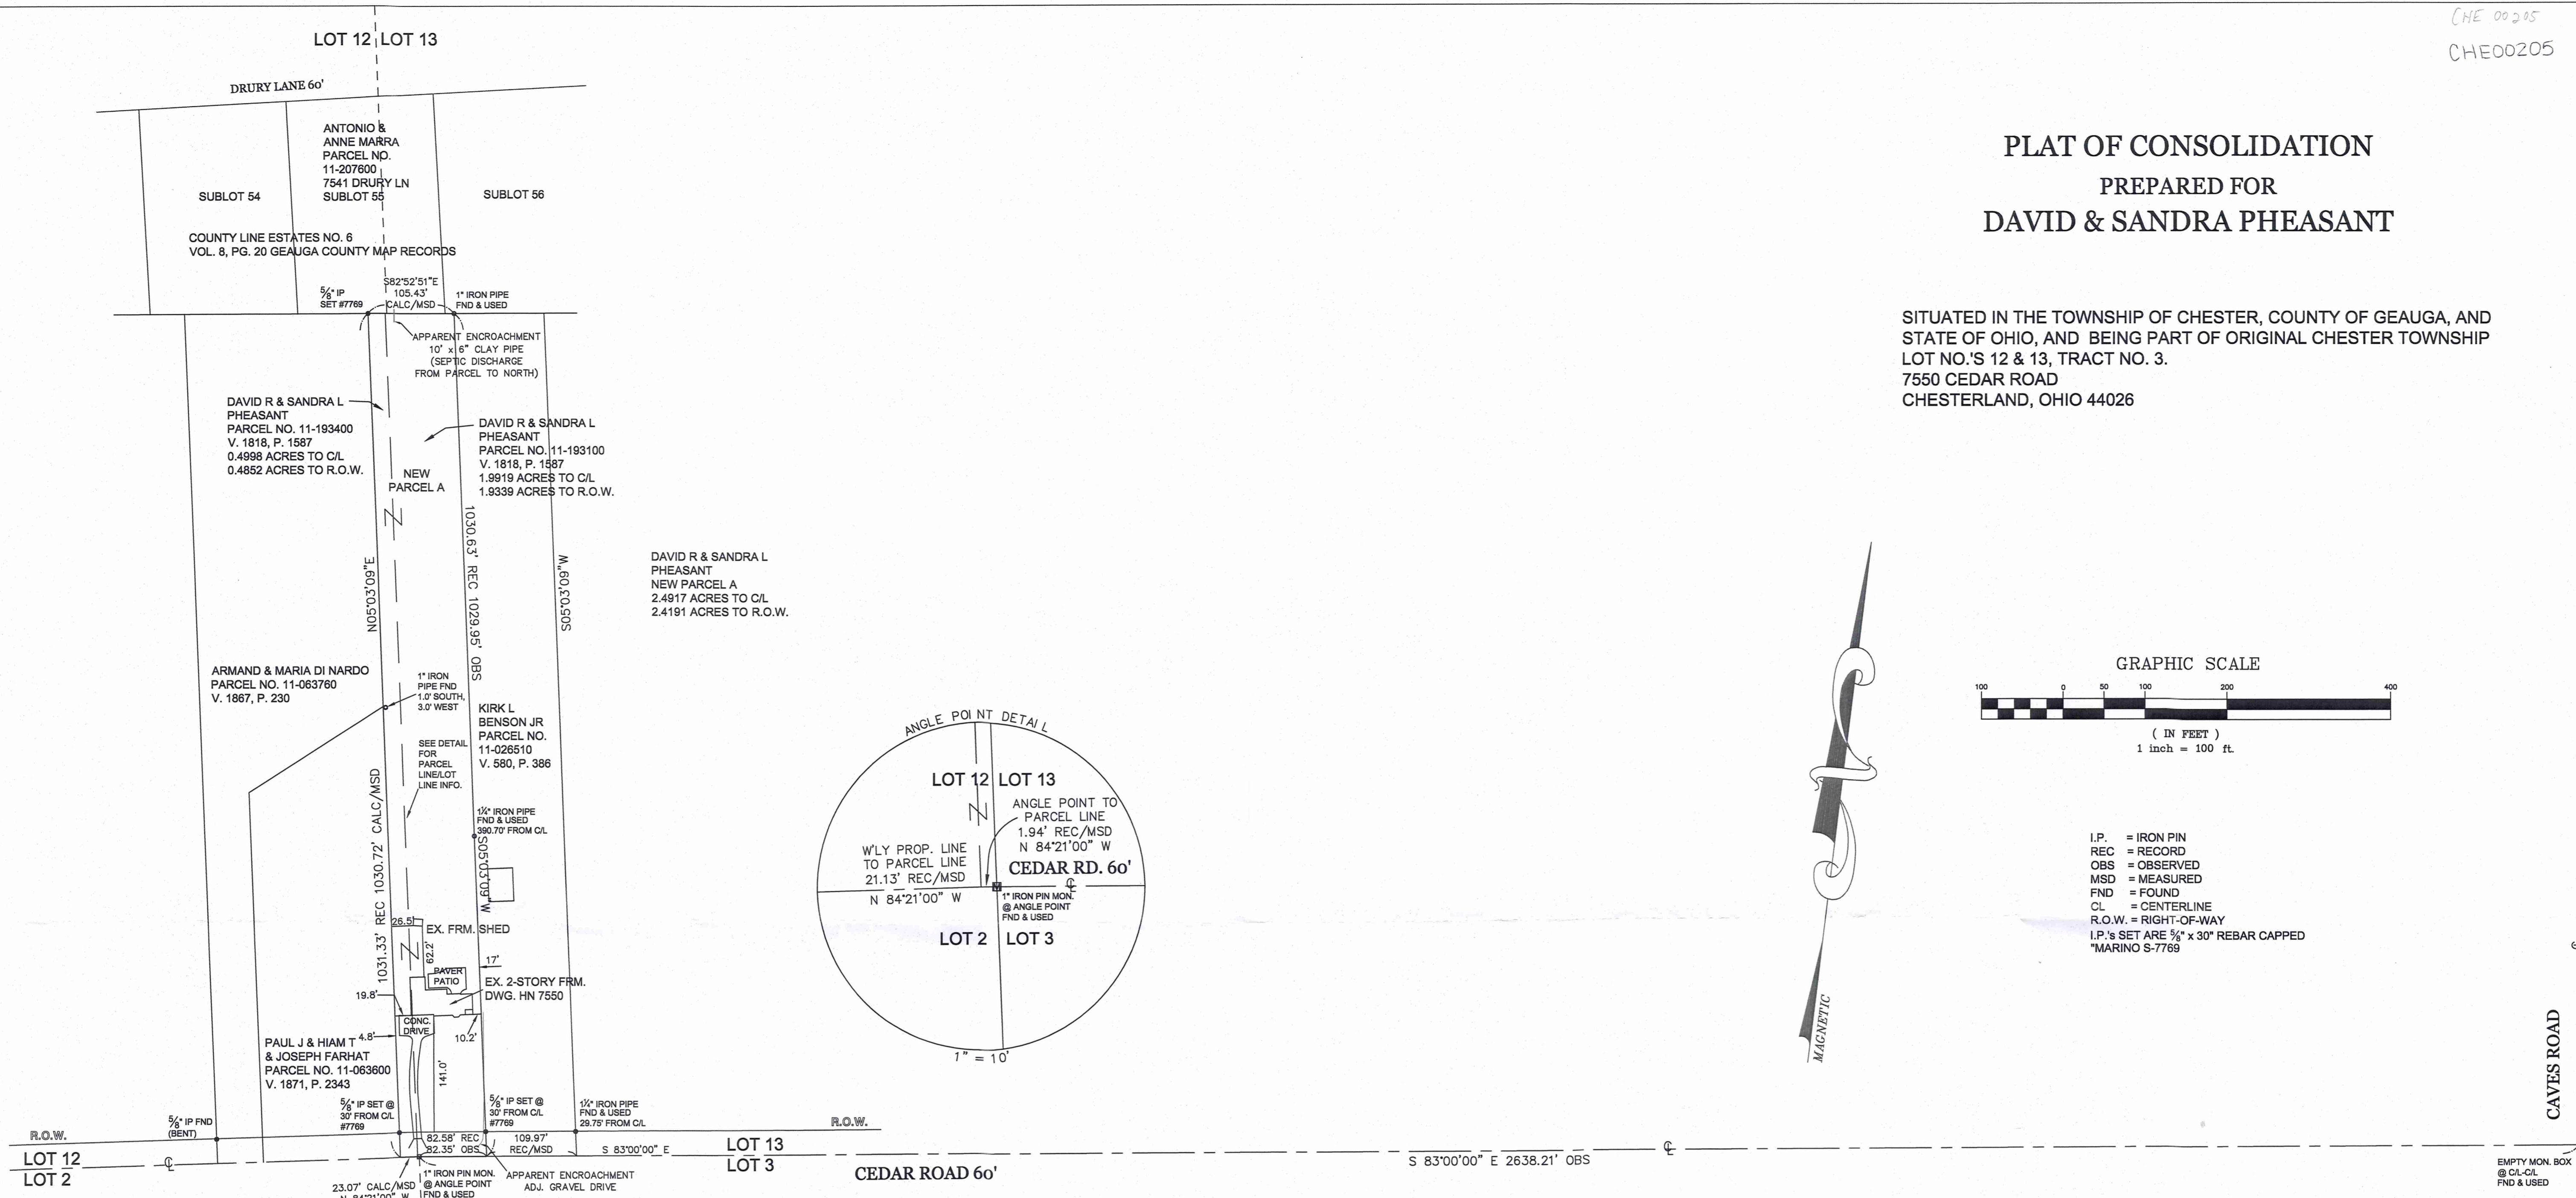 CHE 00205
CHE00205
LOT 12 LOT 13
DRURY LANE 60'
ANTONIO &
ANNE MARRA
PARCEL NO.
11-207600
7541 DRURY LN
SUBLOT 55
SUBLOT 54
SUBLOT 56
COUNTY LINE ESTATES NO. 6
VOL. 8, PG. 20 GEAUGA COUNTY MAP RECORDS
S82°52'51"E
105.43'
CALC/MSD
5/8" IP
SET #7769
1" IRON PIPE
FND & USED
APPARENT ENCROACHMENT
10' x 6" CLAY PIPE
(SEPTIC DISCHARGE
FROM PARCEL TO NORTH)
DAVID R & SANDRA L
PHEASANT
PARCEL NO. 11-193400
V. 1818, P. 1587
0.4998 ACRES TO C/L
0.4852 ACRES TO R.O.W.
DAVID R & SANDRA L
PHEASANT
PARCEL NO. 11-193100
V. 1818, P. 1587
1.9919 ACRES TO C/L
1.9339 ACRES TO R.O.W.
NEW
PARCEL A
Z
N05°03'09"E
1030.63' REC 1029.95' OBS
S05°03'09"W
DAVID R & SANDRA L
PHEASANT
NEW PARCEL A
2.4917 ACRES TO C/L
2.4191 ACRES TO R.O.W.
ARMAND & MARIA DI NARDO
PARCEL NO. 11-063760
V. 1867, P. 230
1" IRON
PIPE FND
1.0' SOUTH,
3.0' WEST
KIRK L
BENSON JR
PARCEL NO.
11-026510
V. 580, P. 386
SEE DETAIL
FOR
PARCEL
LINE/LOT
LINE INFO.
1031.33' REC 1030.72' CALC/MSD
1¼" IRON PIPE
FND & USED
390.70' FROM C/L
S05°03'09"W
26.5'
EX. FRM. SHED
Z
62.2'
17'
PAVER
PATIO
EX. 2-STORY FRM.
DWG. HN 7550
19.8'
CONC.
DRIVE
4.8'
10.2'
141.0'
PAUL J & HIAM T
& JOSEPH FARHAT
PARCEL NO. 11-063600
V. 1871, P. 2343
5/8" IP FND
(BENT)
5/8" IP SET @
30' FROM C/L
#7769
5/8" IP SET @
30' FROM C/L
#7769
1¼" IRON PIPE
FND & USED
29.75' FROM C/L
R.O.W.
R.O.W.
82.58' REC
82.35' OBS
109.97'
REC/MSD
S 83°00'00" E
LOT 12
LOT 2
LOT 13
LOT 3
CL
23.07' CALC/MSD
N 84°21'00" W
1" IRON PIN MON.
@ ANGLE POINT
FND & USED
APPARENT ENCROACHMENT
ADJ. GRAVEL DRIVE
CEDAR ROAD 60'
S 83°00'00" E 2638.21' OBS
CL
EMPTY MON. BOX
@ C/L-C/L
FND & USED
CAVES ROAD
ANGLE POINT DETAIL
LOT 12 LOT 13
Z
ANGLE POINT TO
PARCEL LINE
1.94' REC/MSD
N 84°21'00" W
W'LY PROP. LINE
TO PARCEL LINE
21.13' REC/MSD
N 84°21'00" W
CEDAR RD. 60'
CL
M
1" IRON PIN MON.
@ ANGLE POINT
FND & USED
LOT 2 LOT 3
1" = 10'
PLAT OF CONSOLIDATION
PREPARED FOR
DAVID & SANDRA PHEASANT
SITUATED IN THE TOWNSHIP OF CHESTER, COUNTY OF GEAUGA, AND
STATE OF OHIO, AND BEING PART OF ORIGINAL CHESTER TOWNSHIP
LOT NO.'S 12 & 13, TRACT NO. 3.
7550 CEDAR ROAD
CHESTERLAND, OHIO 44026
MAGNETIC
GRAPHIC SCALE
100 0 50 100 200 400
( IN FEET )
1 inch = 100 ft.
I.P. = IRON PIN
REC = RECORD
OBS = OBSERVED
MSD = MEASURED
FND = FOUND
CL = CENTERLINE
R.O.W. = RIGHT-OF-WAY
I.P.'s SET ARE 5/8" x 30" REBAR CAPPED
"MARINO S-7769